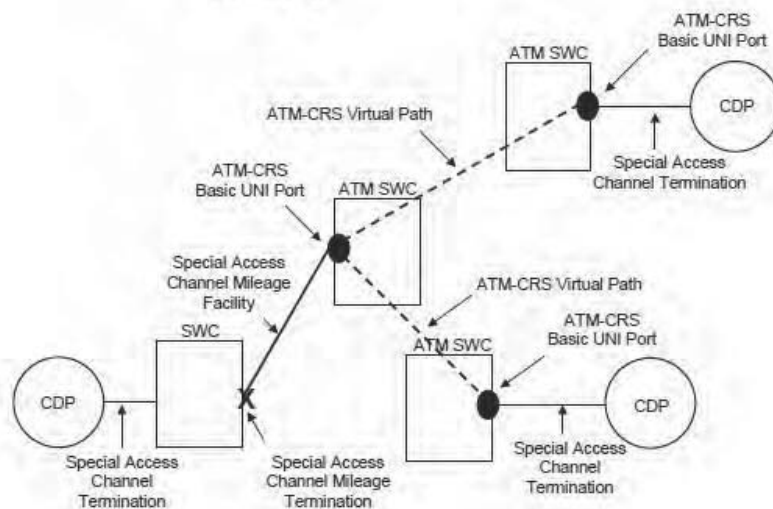 ATM-CRS
Basic UNI Port
ATM SWC
CDP
ATM-CRS Virtual Path
Special Access
Channel Termination
ATM-CRS
Basic UNI Port
ATM SWC
Special Access
Channel Mileage
Facility
ATM-CRS Virtual Path
SWC
ATM-CRS
Basic UNI Port
ATM SWC
CDP
X
CDP
Special Access
Channel
Termination
Special Access
Channel Mileage
Termination
Special Access
Channel
Termination